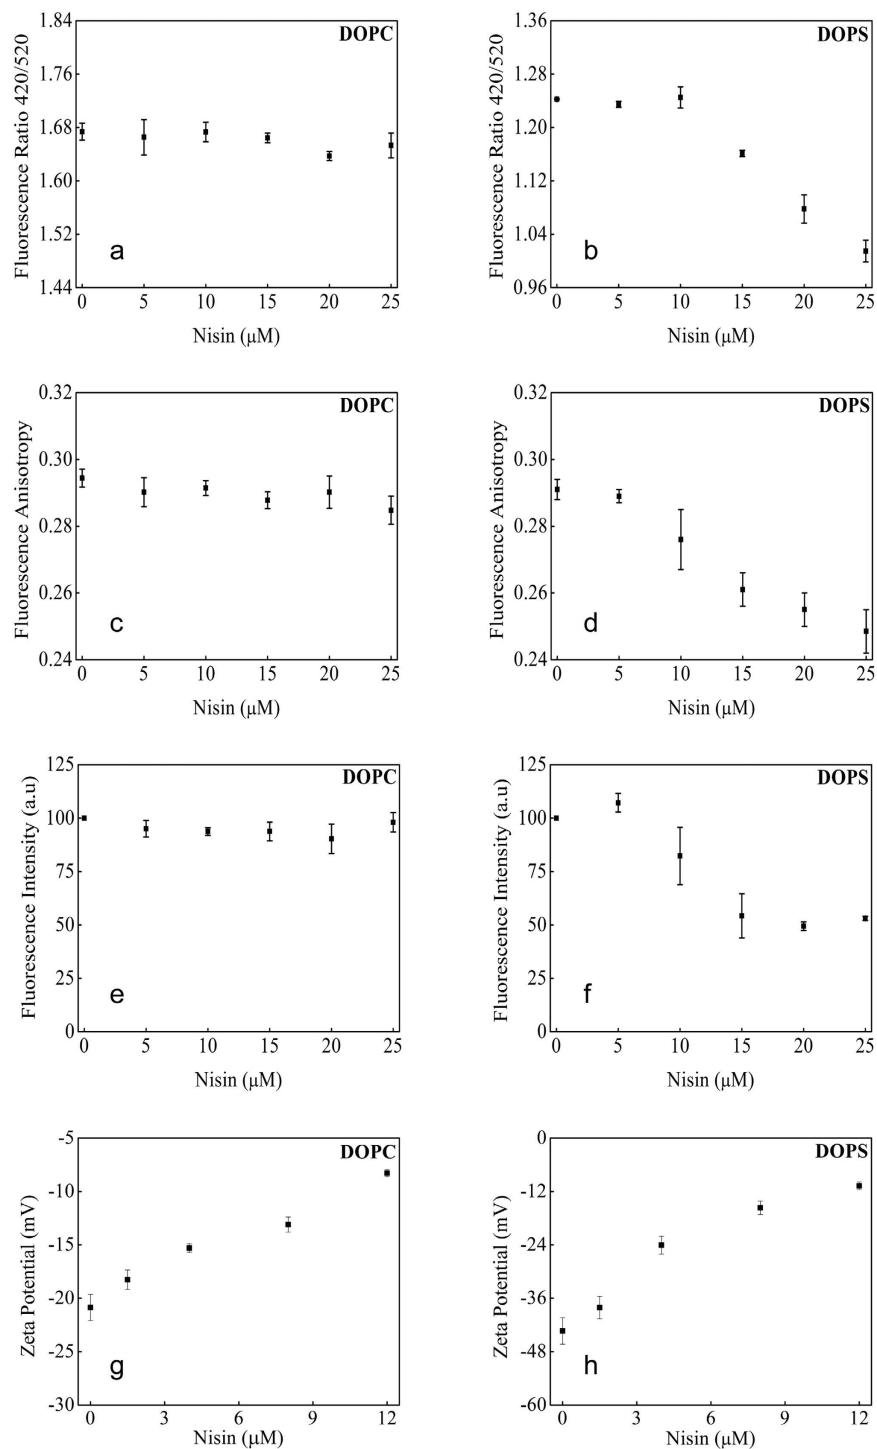 DOPC
Fluorescence Ratio 420/520
1.84
1.76
1.68
1.60
1.52
1.44
a
0 5 10 15 20 25
Nisin (μM)
DOPS
Fluorescence Ratio 420/520
1.36
1.28
1.20
1.12
1.04
0.96
b
0 5 10 15 20 25
Nisin (μM)
DOPC
Fluorescence Anisotropy
0.32
0.30
0.28
0.26
0.24
c
0 5 10 15 20 25
Nisin (μM)
DOPS
Fluorescence Anisotropy
0.32
0.30
0.28
0.26
0.24
d
0 5 10 15 20 25
Nisin (μM)
DOPC
Fluorescence Intensity (a.u)
125
100
75
50
25
0
e
0 5 10 15 20 25
Nisin (μM)
DOPS
Fluorescence Intensity (a.u)
125
100
75
50
25
0
f
0 5 10 15 20 25
Nisin (μM)
DOPC
Zeta Potential (mV)
-5
-10
-15
-20
-25
-30
g
0 3 6 9 12
Nisin (μM)
DOPS
Zeta Potential (mV)
0
-12
-24
-36
-48
-60
h
0 3 6 9 12
Nisin (μM)